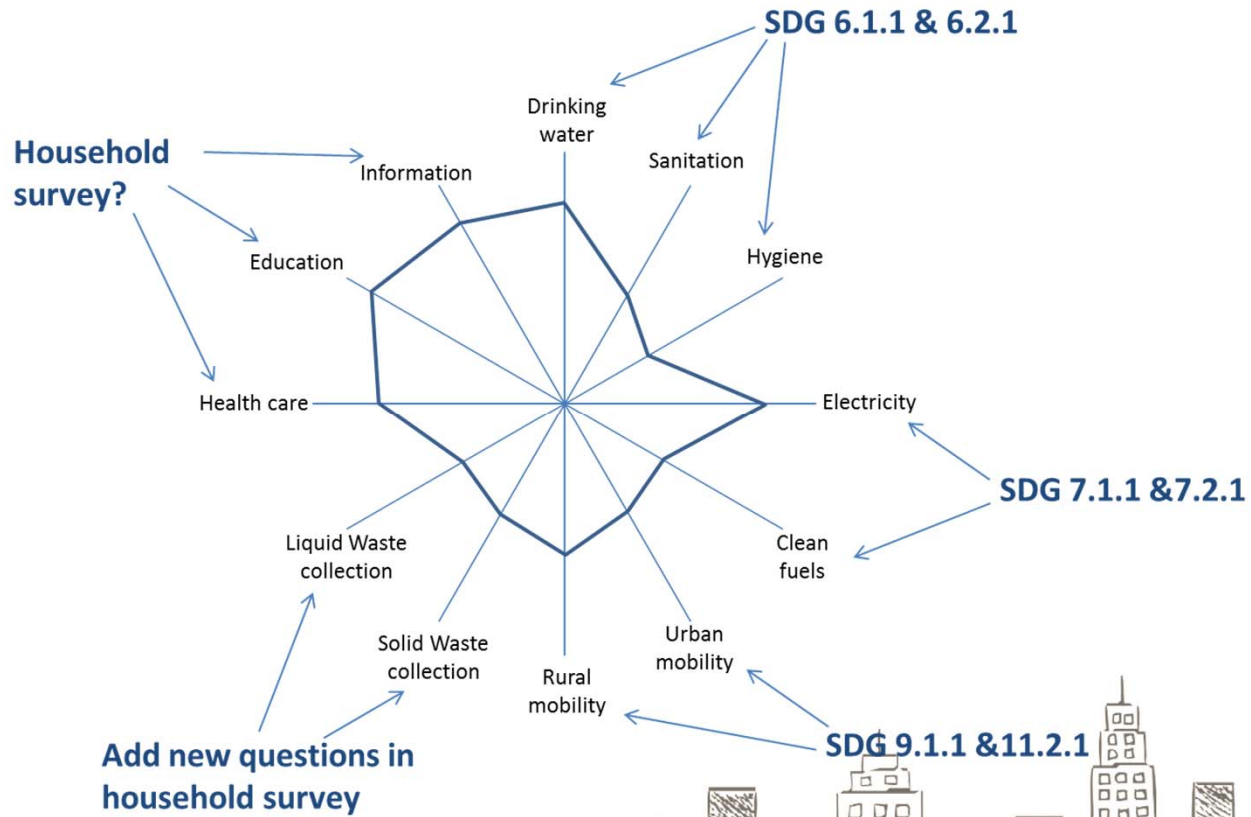 SDG 6.1.1 & 6.2.1
Drinking
water
Household
survey?
Information
Sanitation
Education
Hygiene
Health care
Electricity
SDG 7.1.1 &7.2.1
Liquid Waste
collection
Clean
fuels
Solid Waste
collection
Urban
mobility
Rural
mobility
Add new questions in
household survey
SDG 9.1.1 &11.2.1